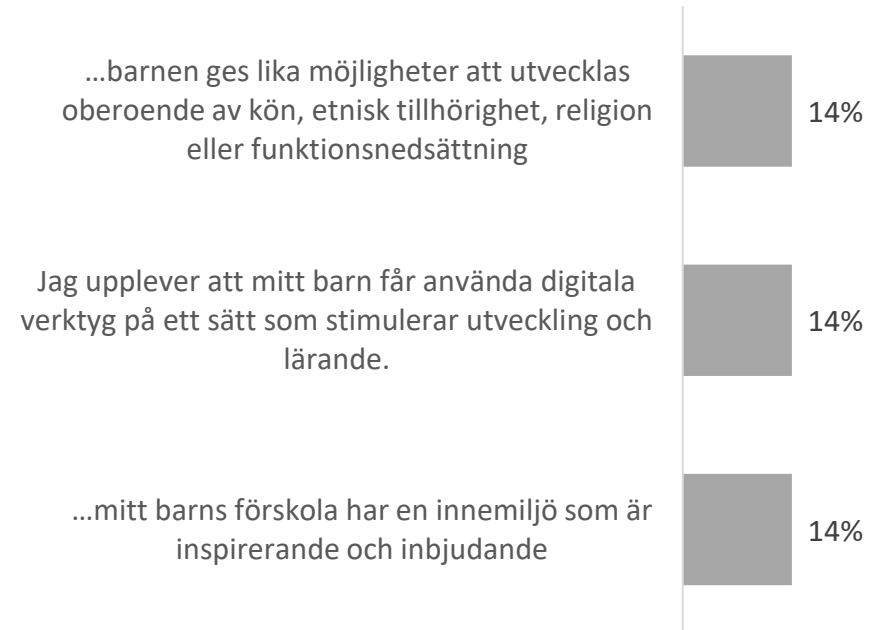 …barnen ges lika möjligheter att utvecklas
oberoende av kön, etnisk tillhörighet, religion
eller funktionsnedsättning
14%
Jag upplever att mitt barn får använda digitala
verktyg på ett sätt som stimulerar utveckling och
lärande.
14%
…mitt barns förskola har en innemiljö som är
inspirerande och inbjudande
14%